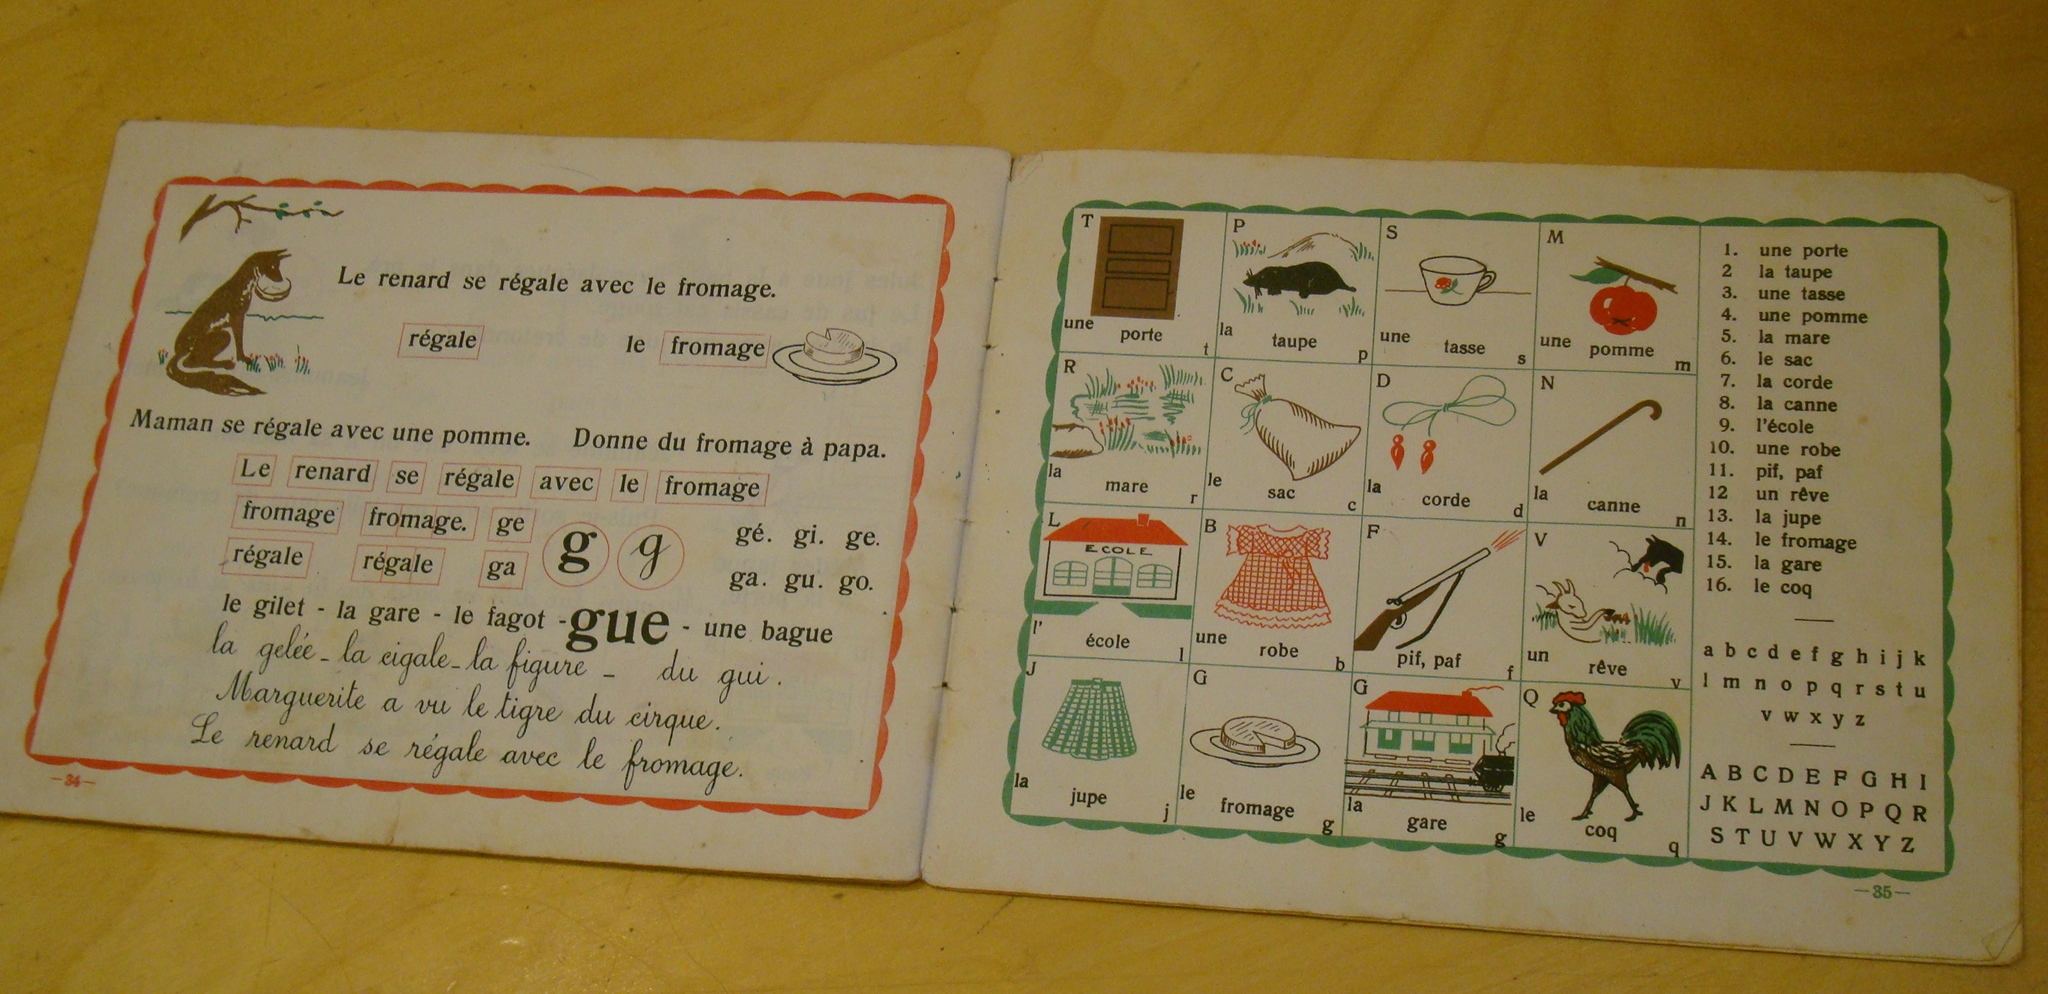 Le renard se régale avec le fromage.
régale le fromage
Maman se régale avec une pomme. Donne du fromage à papa.
Le renard se régale avec le fromage
fromage fromage. ge g g gé. gi. ge.
régale régale ga ga. gu. go.
le gilet - la gare - le fagot - gue - une bague
la gelée - la cigale - la figure - du gui.
Marguerite a vu le tigre du cirque.
Le renard se régale avec le fromage.
—34—
T une porte t
P la taupe p
S une tasse s
M une pomme m
R la mare r
C le sac c
D la corde d
N la canne n
L ECOLE l' école l
B une robe b
F pif, paf f
V un rêve v
J la jupe j
G le fromage g
G la gare g
Q le coq q
1. une porte
2 la taupe
3. une tasse
4. une pomme
5. la mare
6. le sac
7. la corde
8. la canne
9. l'école
10. une robe
11. pif, paf
12 un rêve
13. la jupe
14. le fromage
15. la gare
16. le coq
a b c d e f g h i j k
l m n o p q r s t u
v w x y z
A B C D E F G H I
J K L M N O P Q R
S T U V W X Y Z
—35—